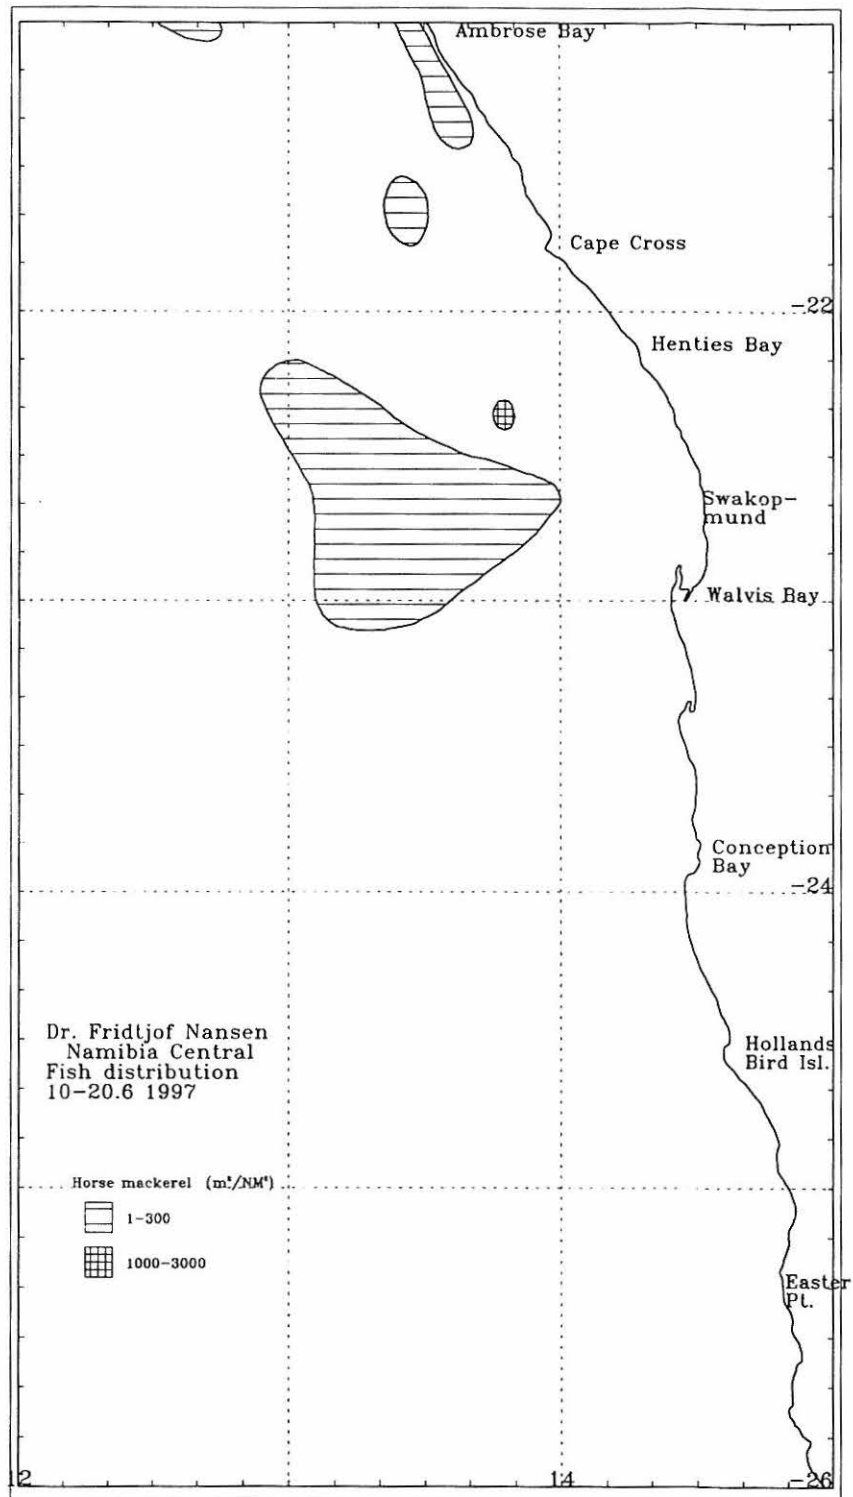 Ambrose Bay
Cape Cross
-22
Henties Bay
Swakop-
mund
Walvis Bay
Conception
Bay
-24
Dr. Fridtjof Nansen
Namibia Central
Fish distribution
10-20.6 1997
Hollands
Bird Isl.
Horse mackerel (m²/NM²)
1-300
1000-3000
Easter
Pt.
12
14
-26